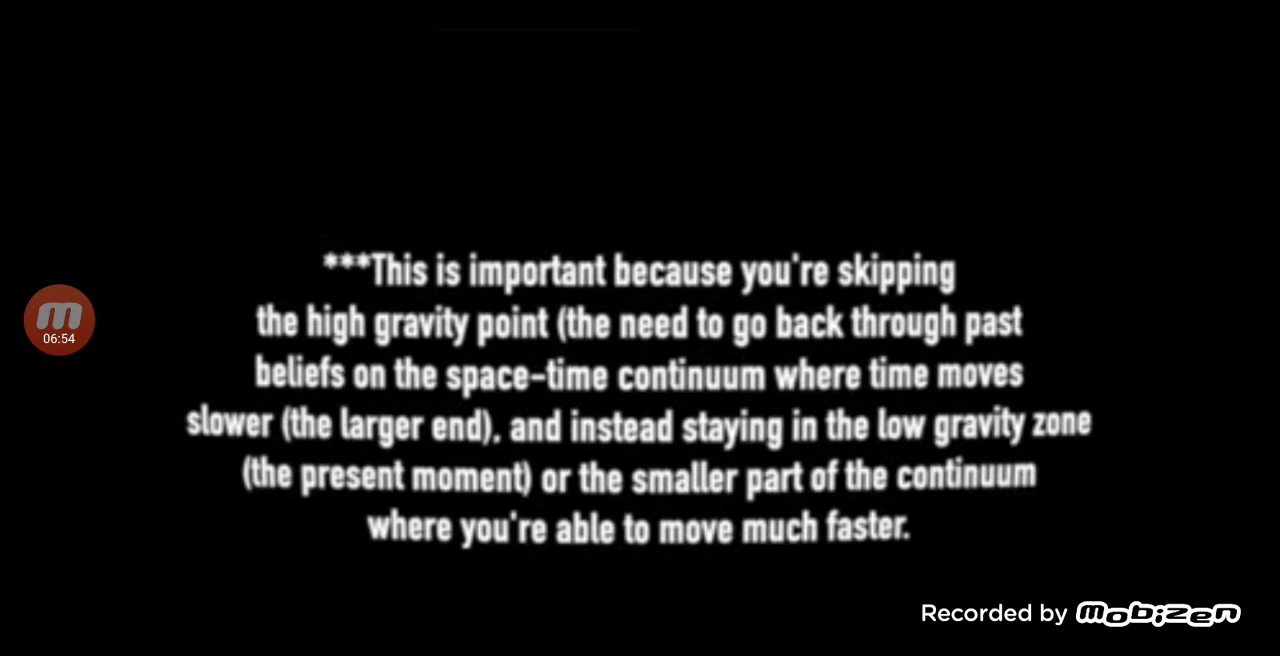 ***This is important because you're skipping
the high gravity point (the need to go back through past
beliefs on the space-time continuum where time moves
slower (the larger end), and instead staying in the low gravity zone
(the present moment) or the smaller part of the continuum
where you're able to move much faster.
06:54
Recorded by mobizen